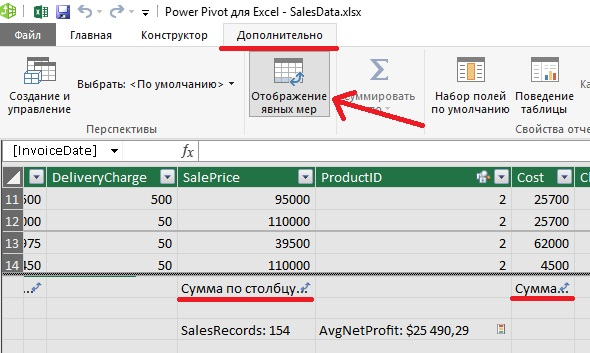 Power Pivot для Excel - SalesData.xlsx
Файл Главная Конструктор Дополнительно
Создание и управление
Выбрать: <По умолчанию>
Перспективы
Отображение явных мер
Суммировать
по
Набор полей по умолчанию
Поведение таблицы
Свойства отче
[InvoiceDate] fx
DeliveryCharge SalePrice ProductID Cost
11 500 500 95000 2 25700
12 000 50 110000 2 25700
13 975 50 39500 2 62000
14 450 50 110000 2 4500
... Сумма по столбцу... Сумма...
SalesRecords: 154 AvgNetProfit: $25 490,29